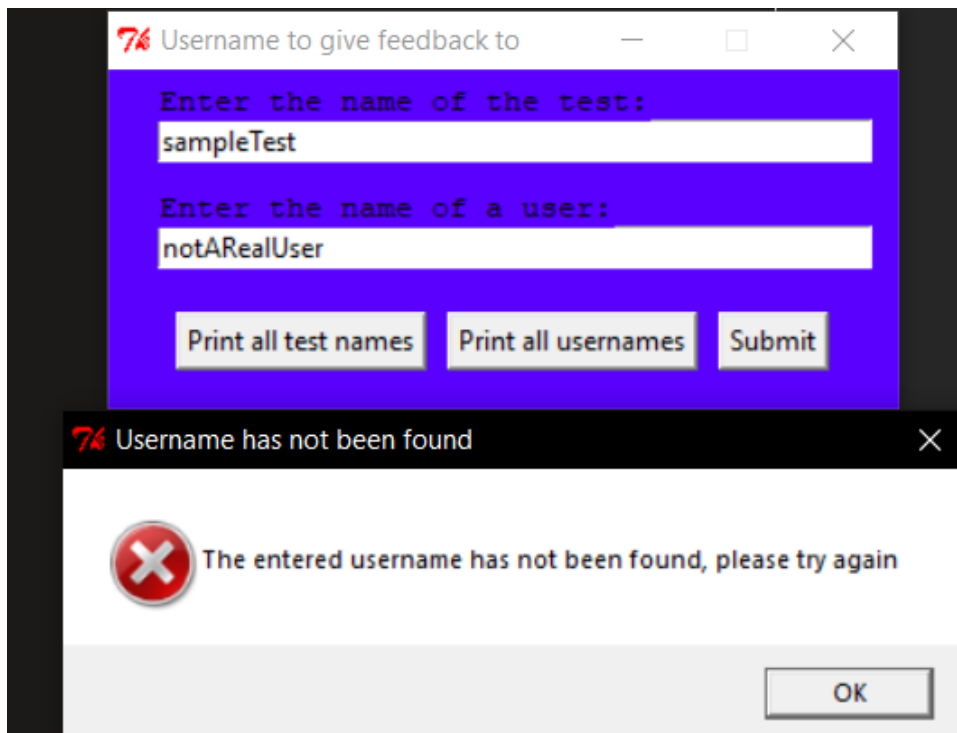 Username to give feedback to
Enter the name of the test:
sampleTest
Enter the name of a user:
notARealUser
Print all test names Print all usernames Submit
Username has not been found
The entered username has not been found, please try again
OK